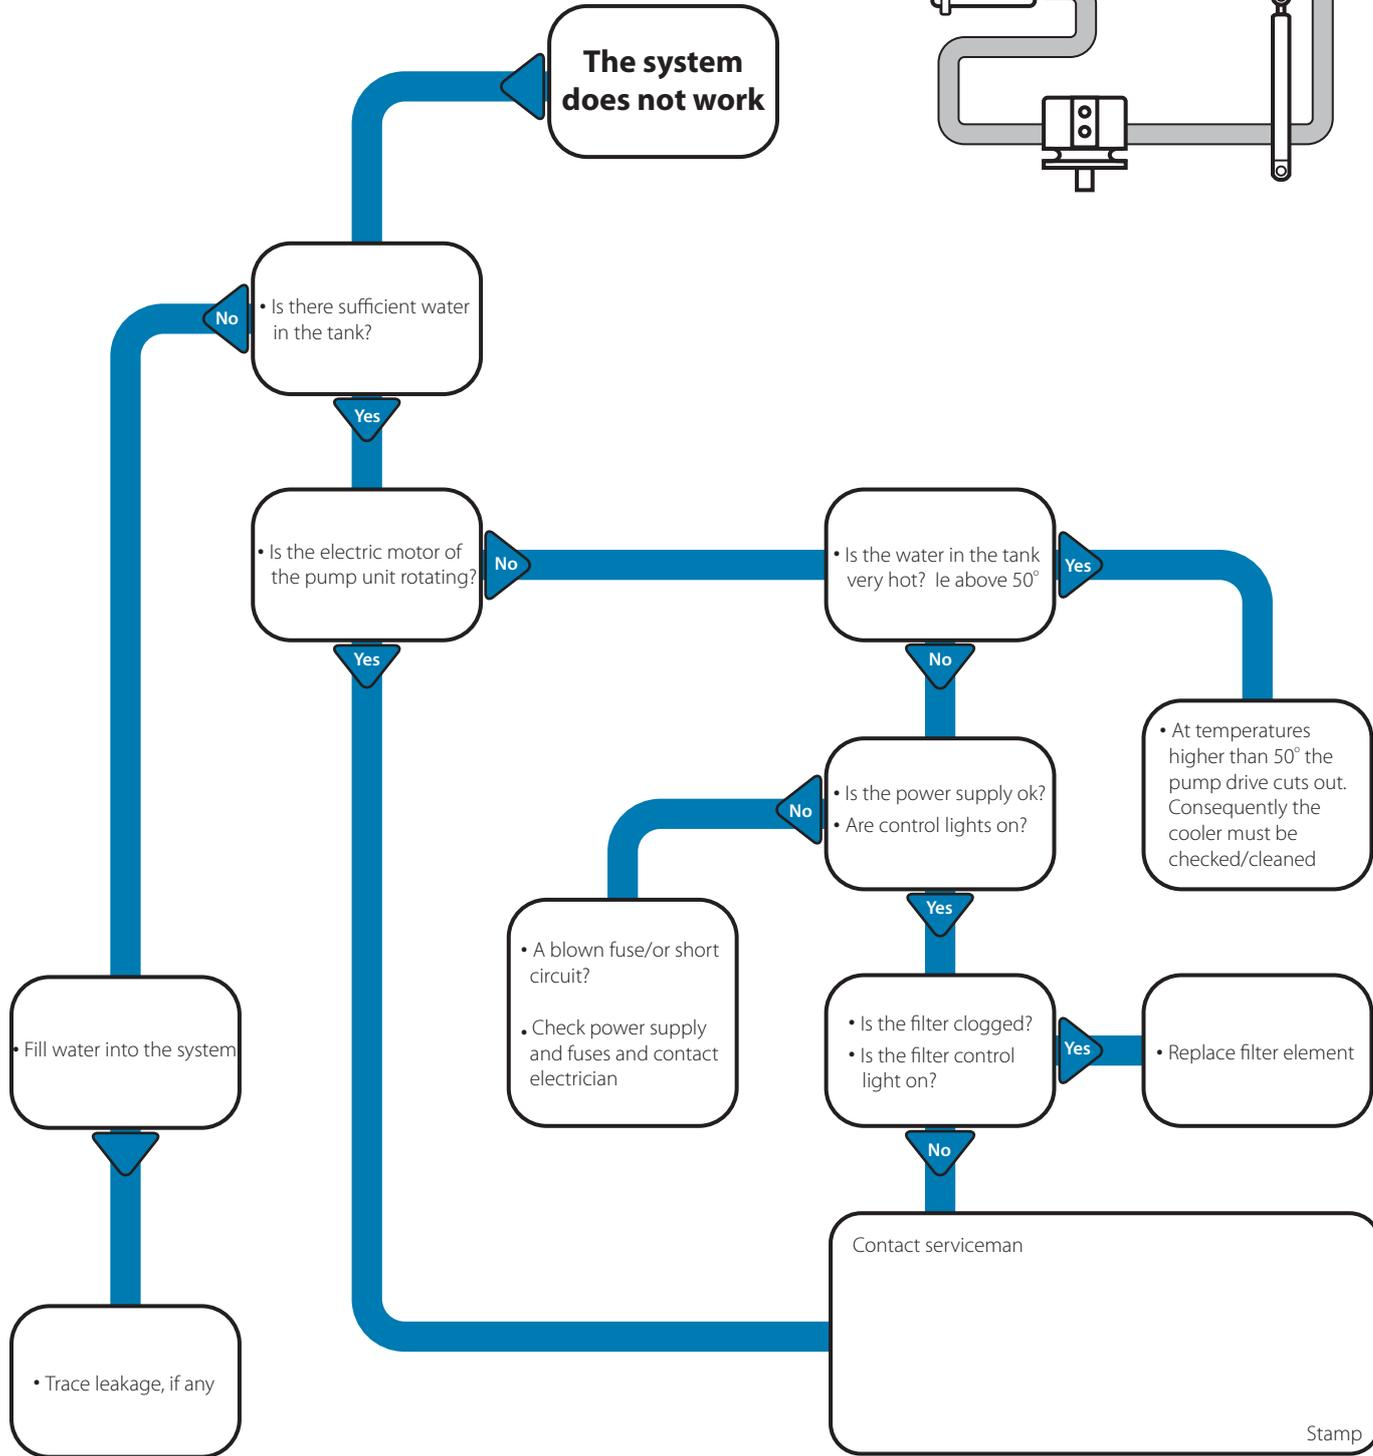 The system
does not work
No
• Is there sufficient water
in the tank?
Yes
• Is the electric motor of
the pump unit rotating?
No
• Is the water in the tank
very hot? Ie above 50°
Yes
Yes
No
• At temperatures
higher than 50° the
pump drive cuts out.
Consequently the
cooler must be
checked/cleaned
No
• Is the power supply ok?
• Are control lights on?
Yes
• A blown fuse/or short
circuit?
• Check power supply
and fuses and contact
electrician
• Fill water into the system
• Is the filter clogged?
• Is the filter control
light on?
Yes
• Replace filter element
No
Contact serviceman
• Trace leakage, if any
Stamp